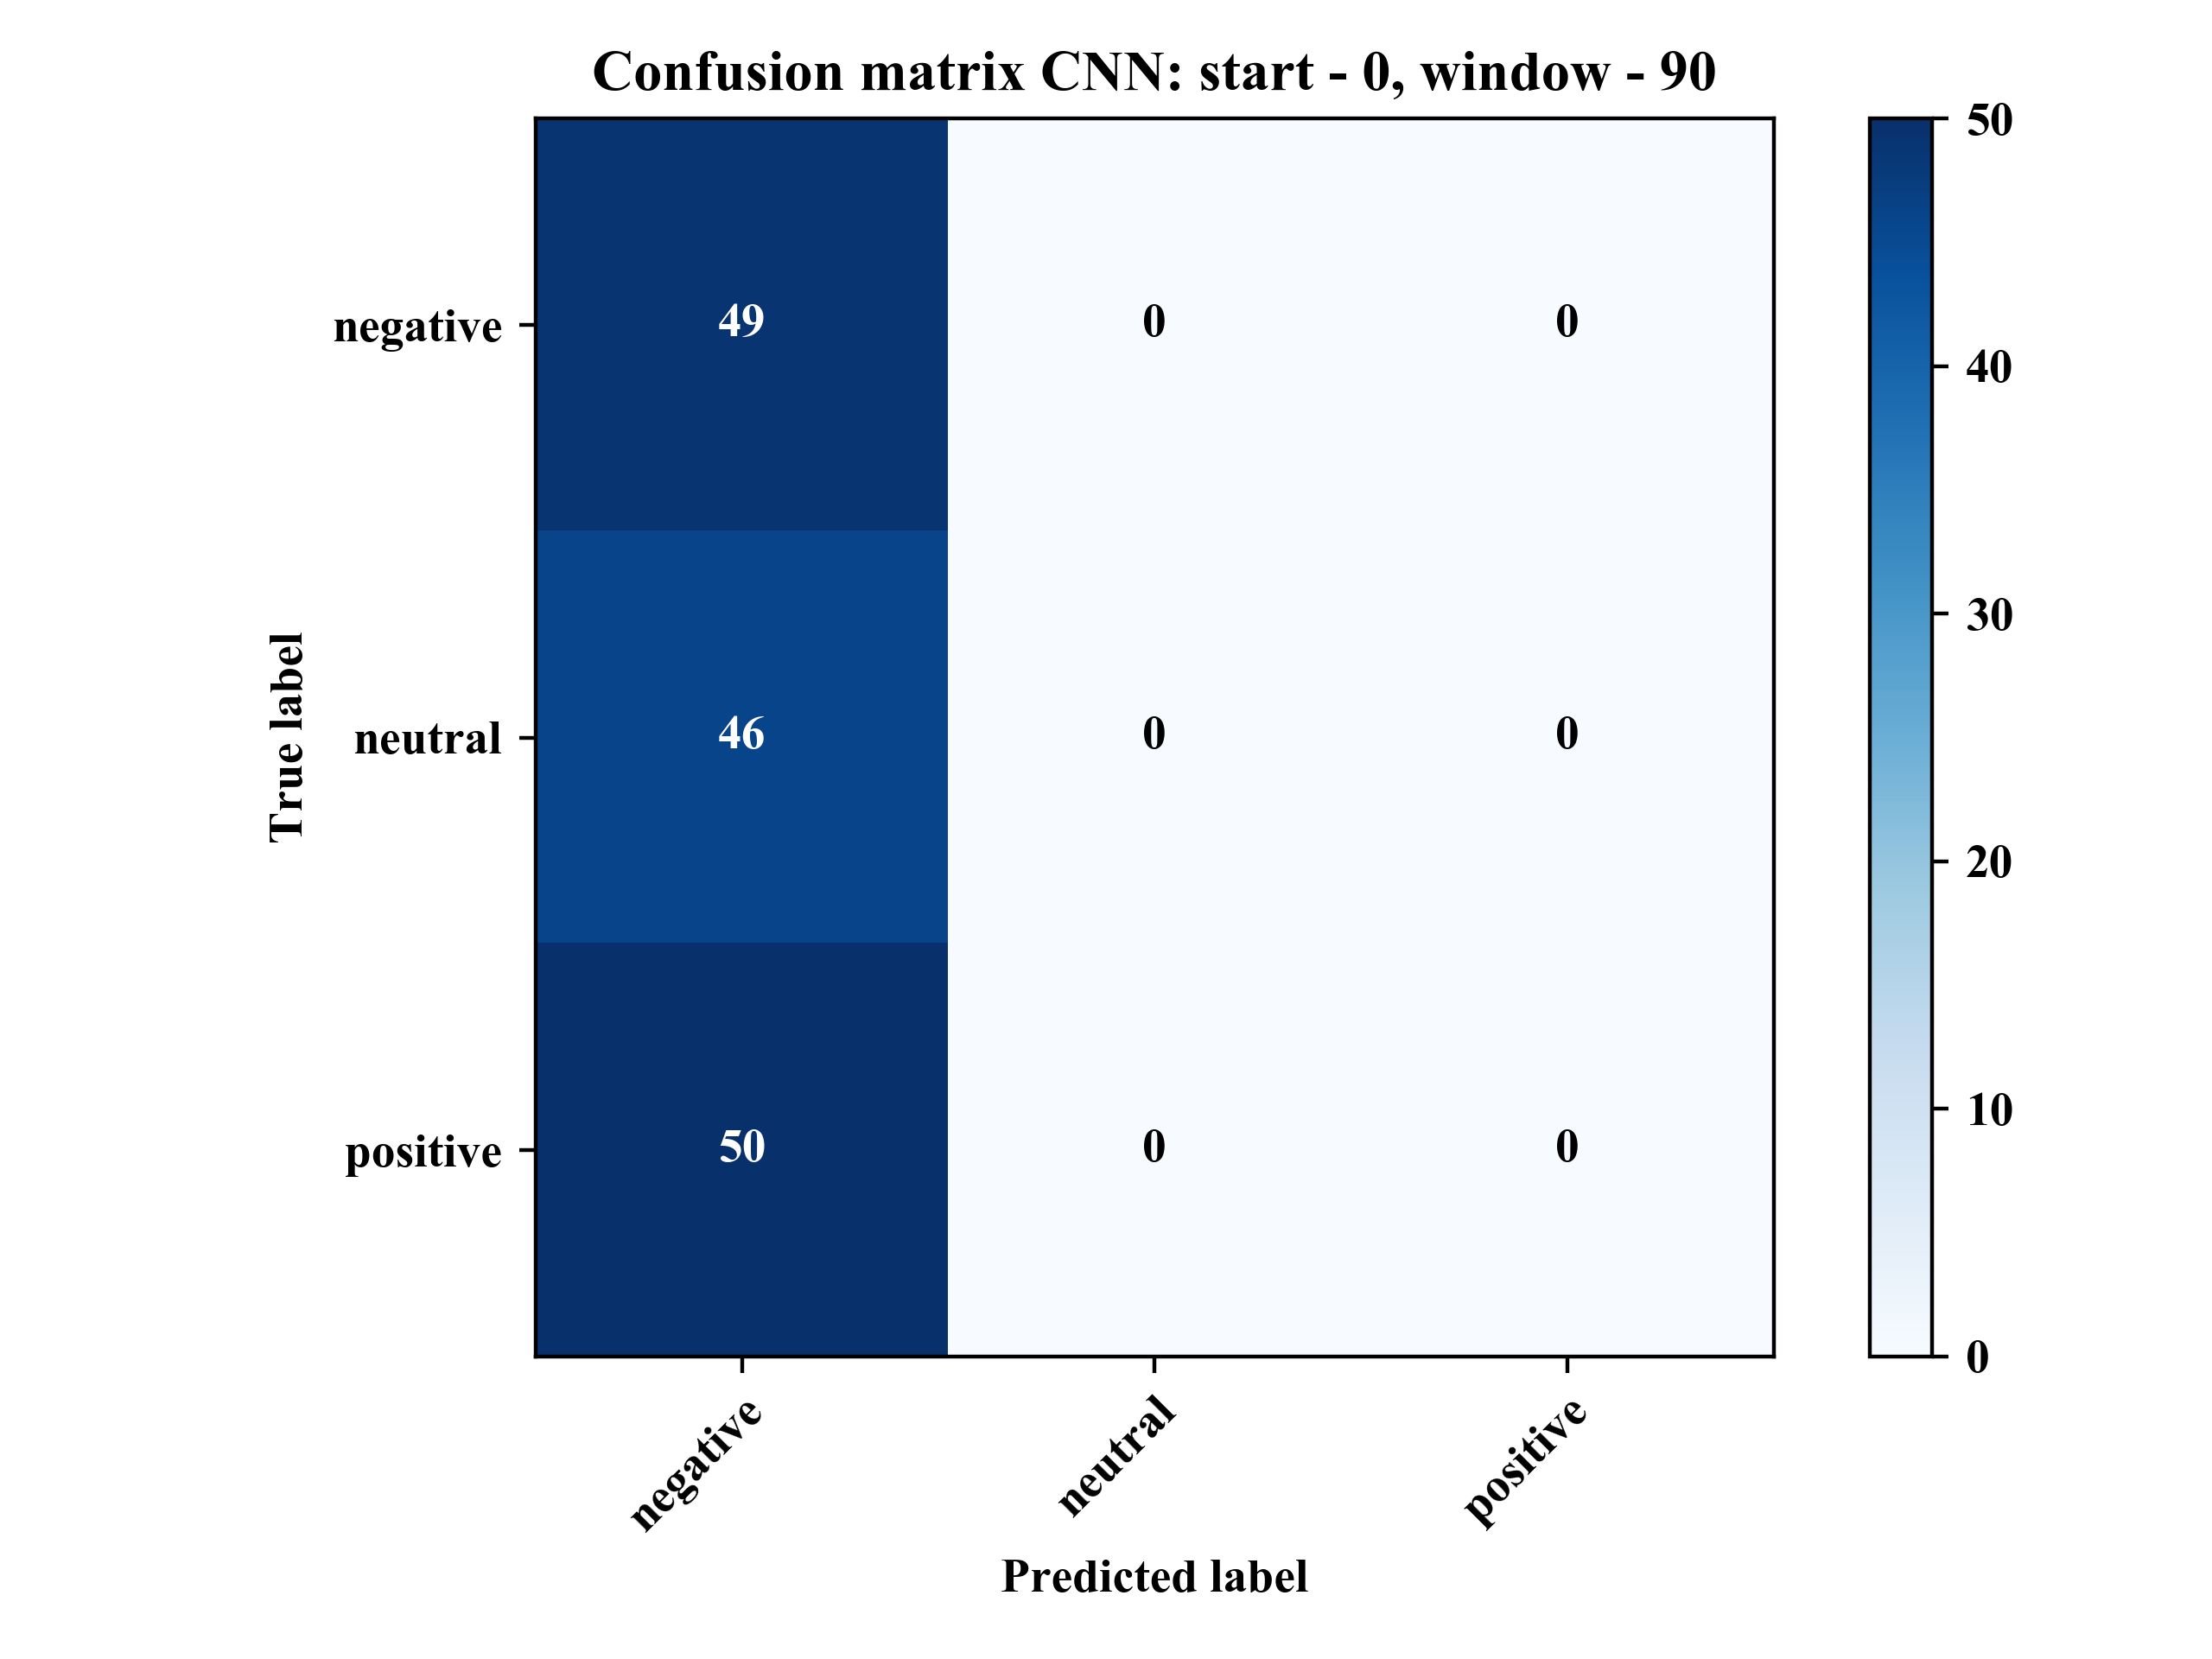 Confusion matrix CNN: start - 0, window - 90
True label
negative
49 0 0
neutral
46 0 0
positive
50 0 0
negative
neutral
positive
Predicted label
50
40
30
20
10
0